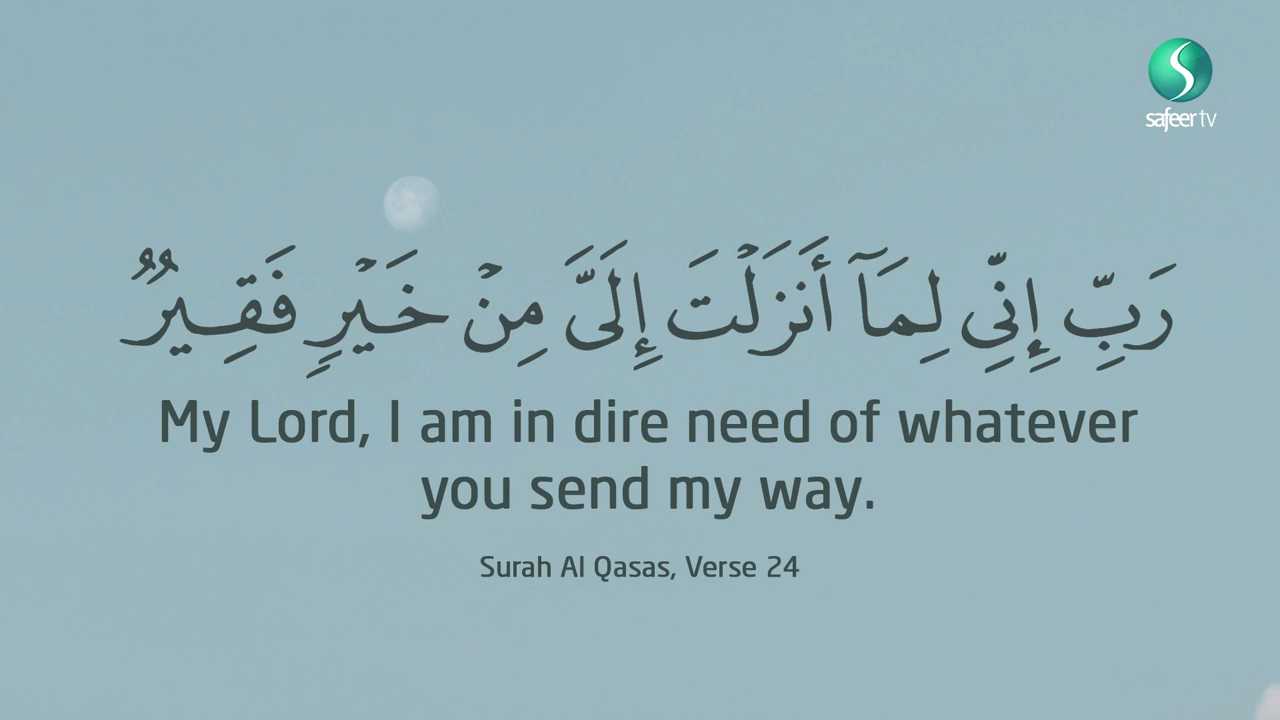 safeer tv
رَبِّ إِنِّى لِمَآ أَنزَلْتَ إِلَىَّ مِنْ خَيْرٍ فَقِيرٌ
My Lord, I am in dire need of whatever
you send my way.
Surah Al Qasas, Verse 24